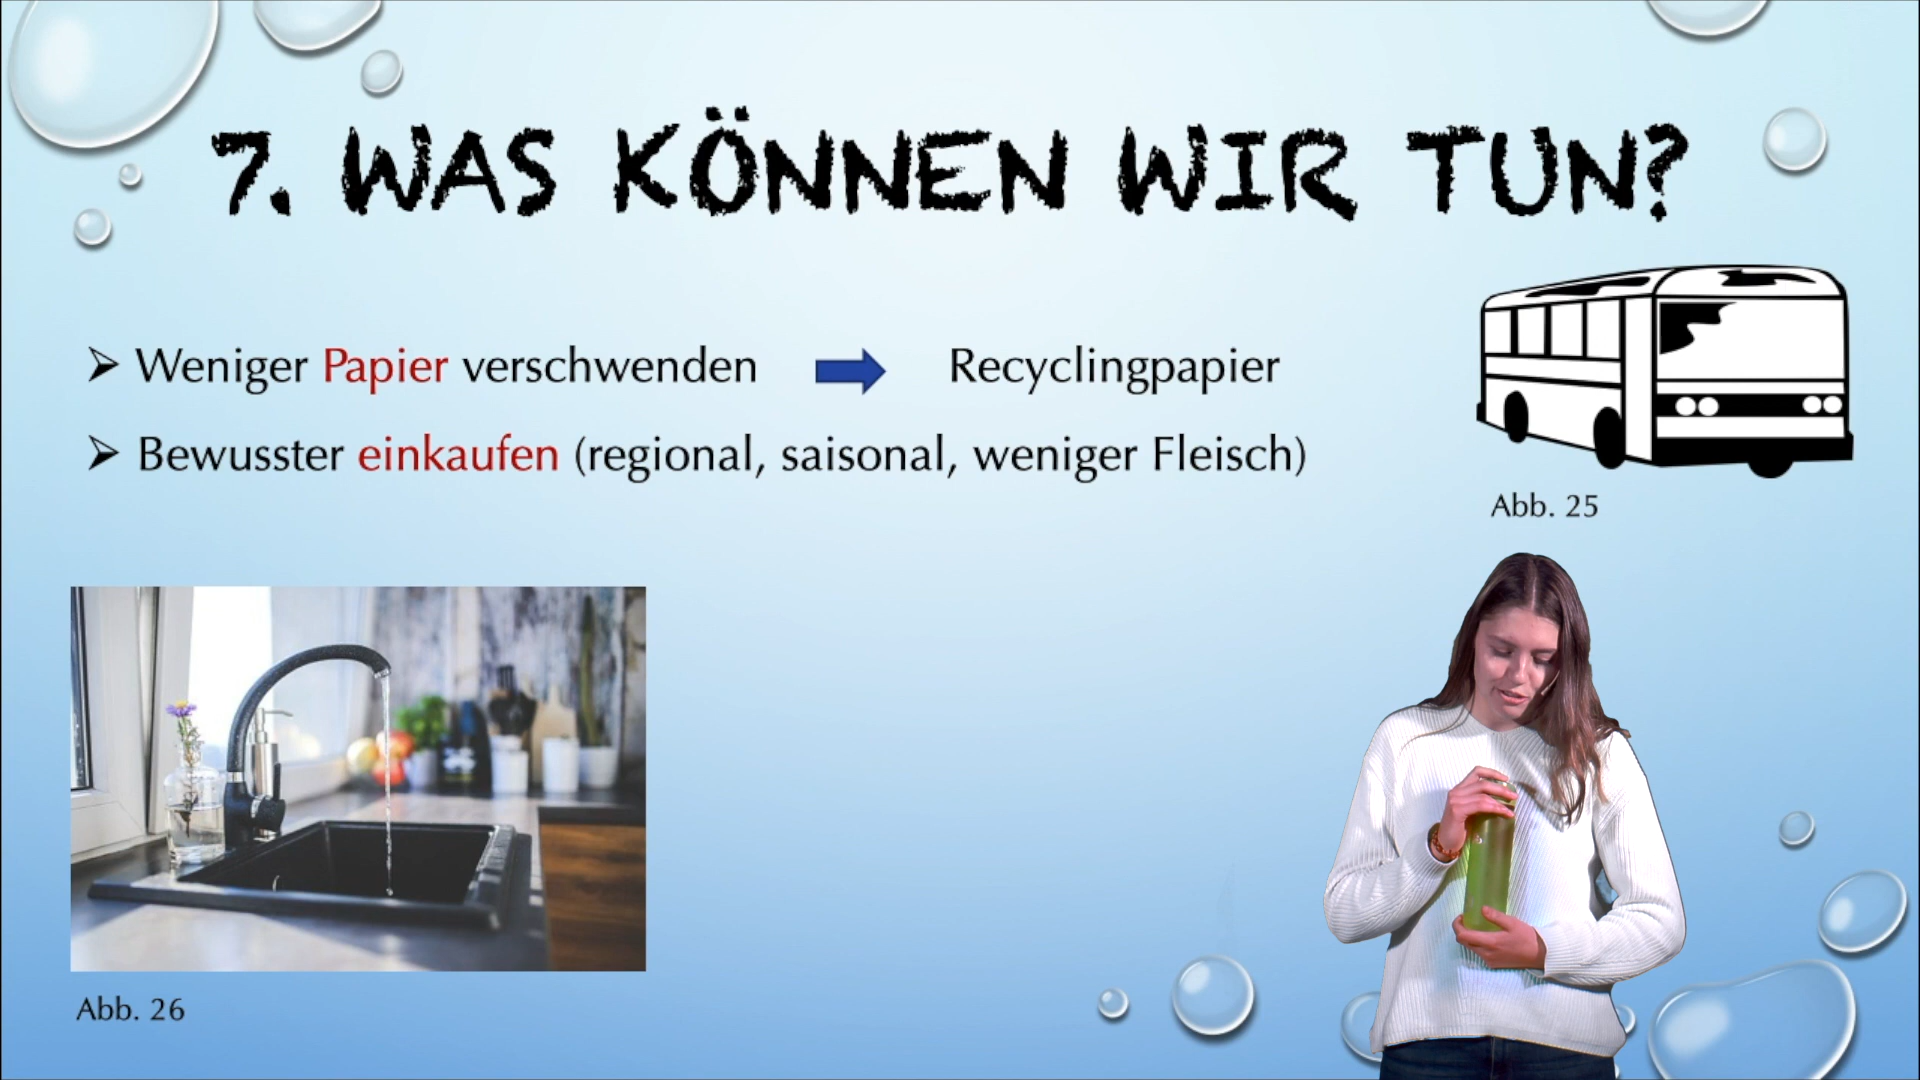 7. WAS KÖNNEN WIR TUN?
Weniger Papier verschwenden Recyclingpapier
Bewusster einkaufen (regional, saisonal, weniger Fleisch)
Abb. 25
Abb. 26